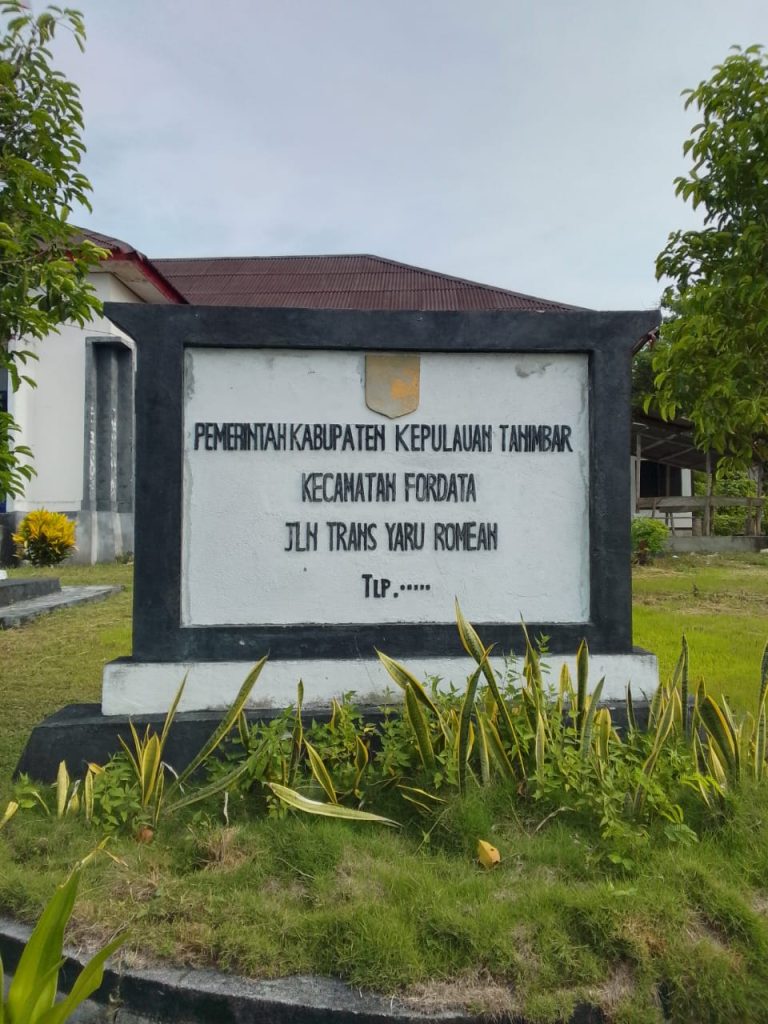 PEMERINTAH KABUPATEN KEPULAUAN TANIMBAR
KECAMATAN FORDATA
JLN TRANS YARU ROMEAN
TLP......